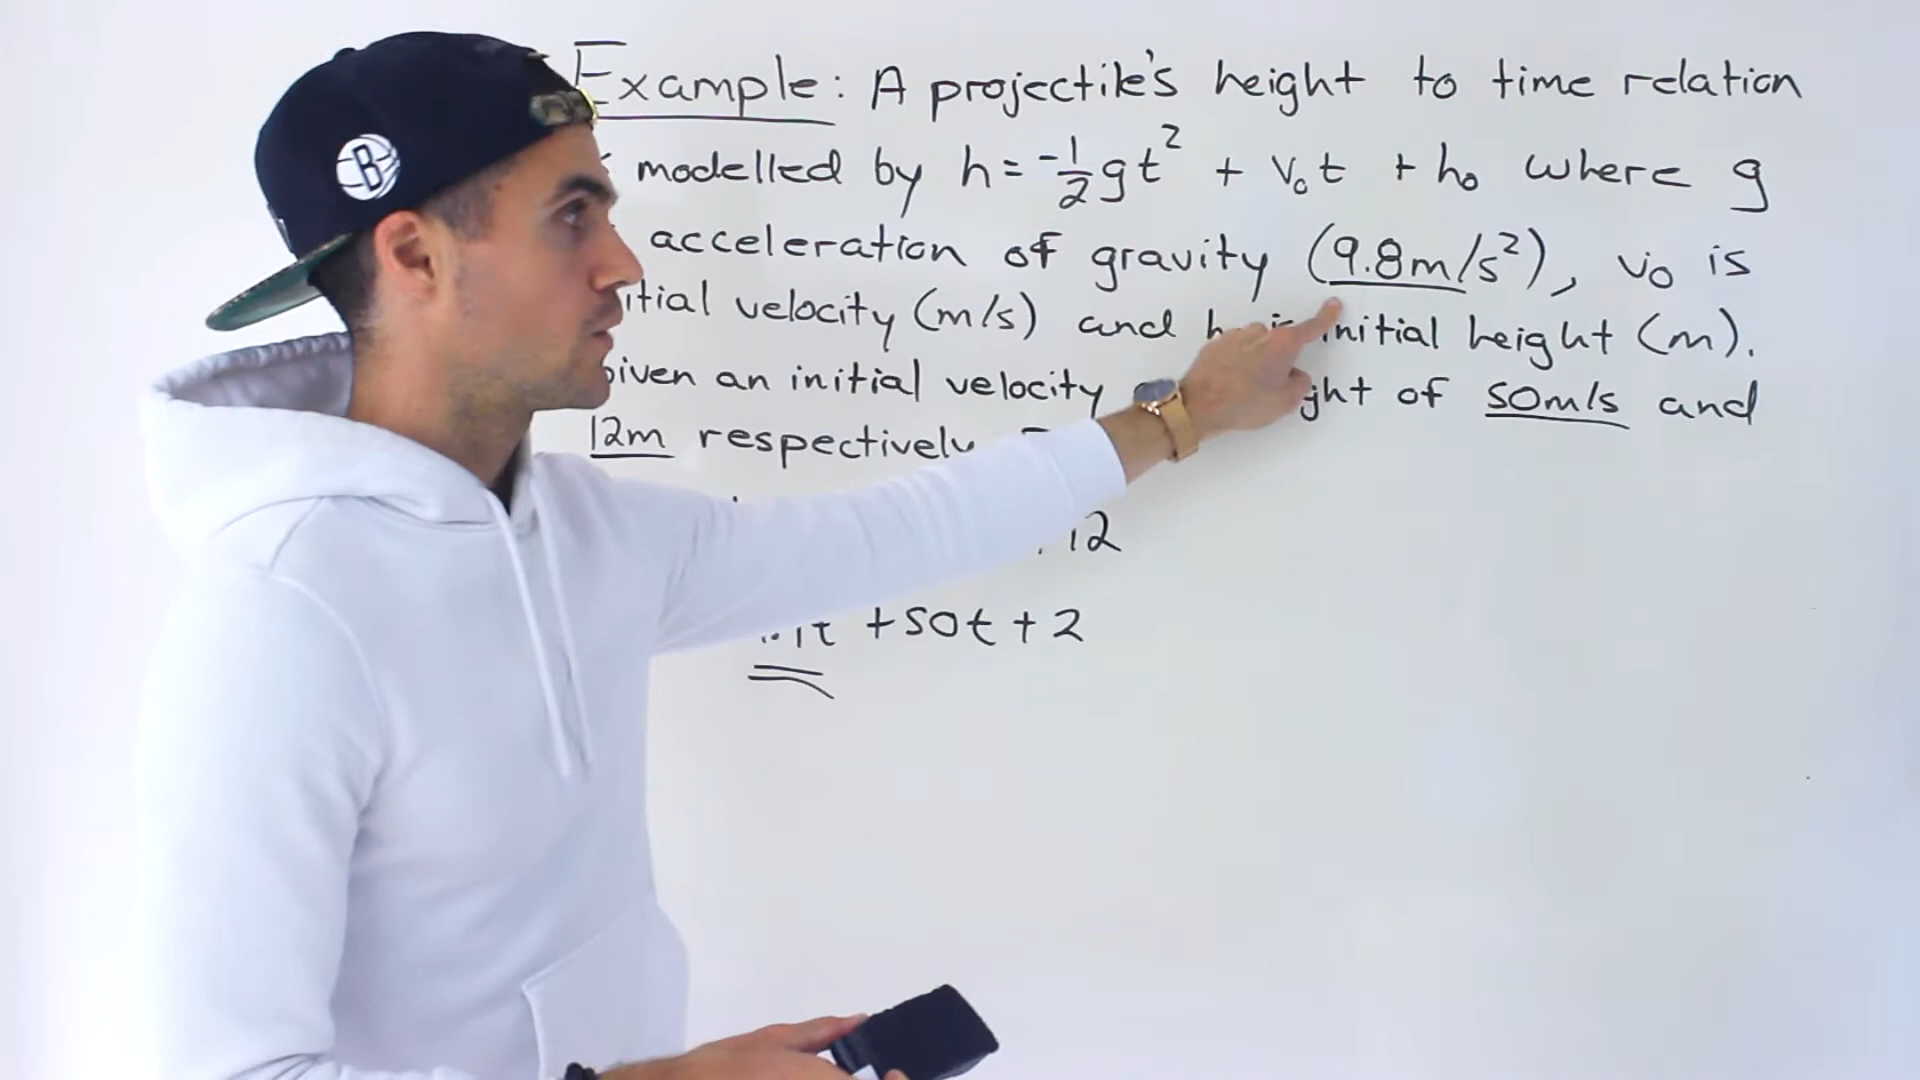 Example: A projectile's height to time relation
modelled by h = -1/2 gt² + v₀t + h₀ where g
acceleration of gravity (9.8m/s²), v₀ is
itial velocity (m/s) and h is initial height (m).
iven an initial velocity ght of 50m/s and
12m respectively
12
+50t+2
B